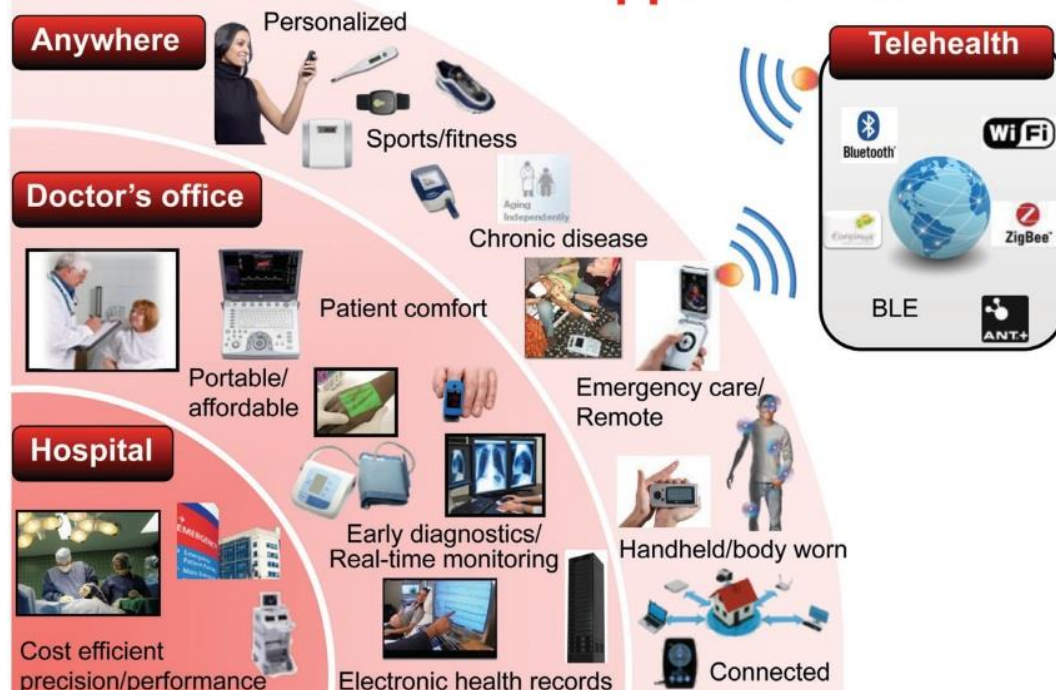 Anywhere
Personalized
Sports/fitness
Aging
Independently
Chronic disease
Emergency care/
Remote
Handheld/body worn
Connected
Doctor's office
Patient comfort
Portable/
affordable
Early diagnostics/
Real-time monitoring
Electronic health records
Hospital
EMERGENCY
Cost efficient
precision/performance
Telehealth
Bluetooth
Wi Fi
ZigBee
BLE
ANT+